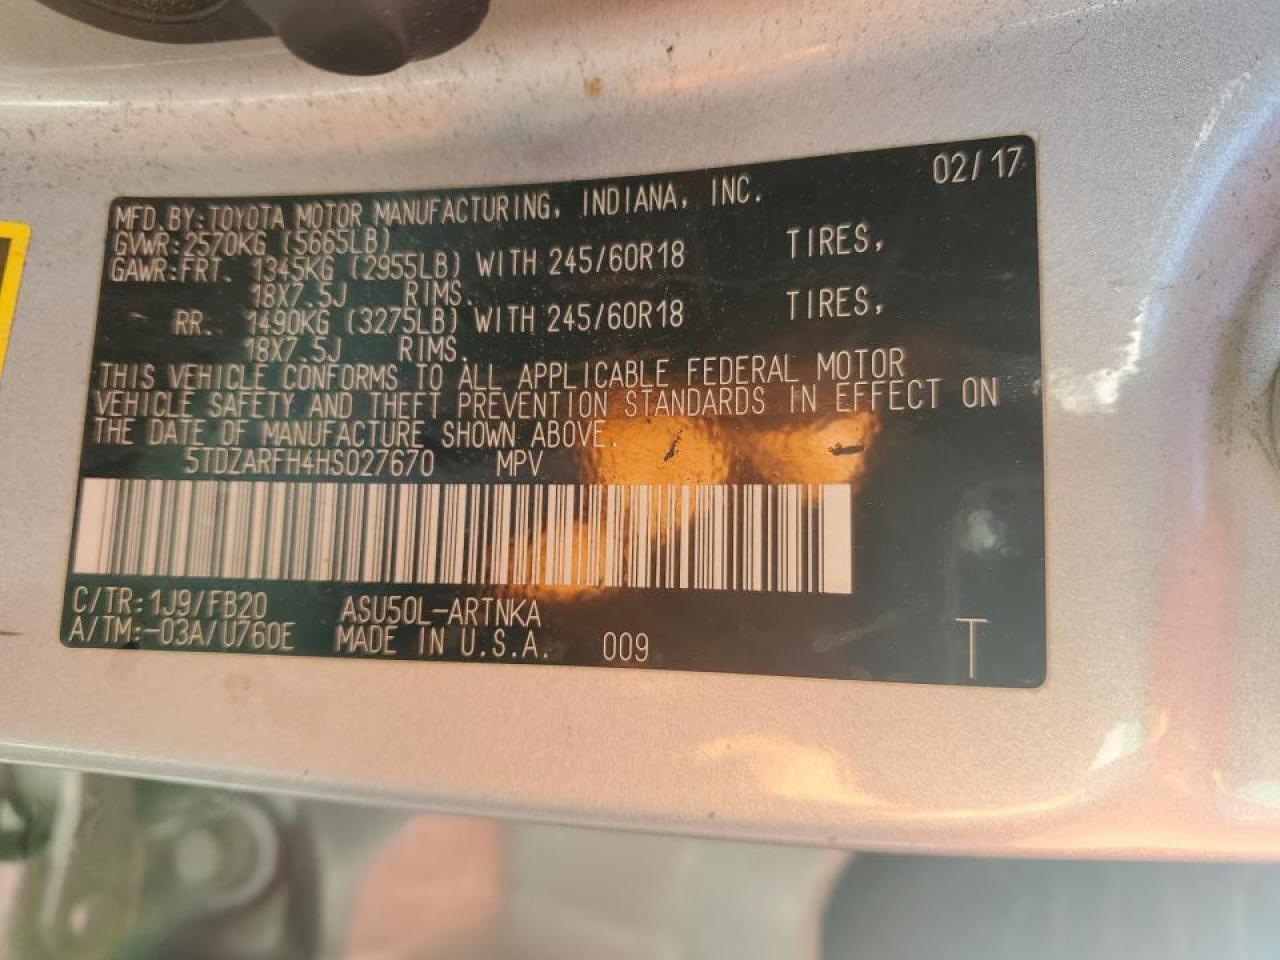 02/17
MFD.BY:TOYOTA MOTOR MANUFACTURING, INDIANA, INC.
GVWR:2570KG (5665LB)
GAWR:FRT. 1345KG (2955LB) WITH 245/60R18 TIRES,
18X7.5J RIMS.
RR. 1490KG (3275LB) WITH 245/60R18 TIRES,
18X7.5J RIMS.
THIS VEHICLE CONFORMS TO ALL APPLICABLE FEDERAL MOTOR
VEHICLE SAFETY AND THEFT PREVENTION STANDARDS IN EFFECT ON
THE DATE OF MANUFACTURE SHOWN ABOVE.
5TDZARFH4HS027670 MPV
C/TR:1J9/FB20 ASU50L-ARTNKA
A/TM:-03A/U760E MADE IN U.S.A. 009 T